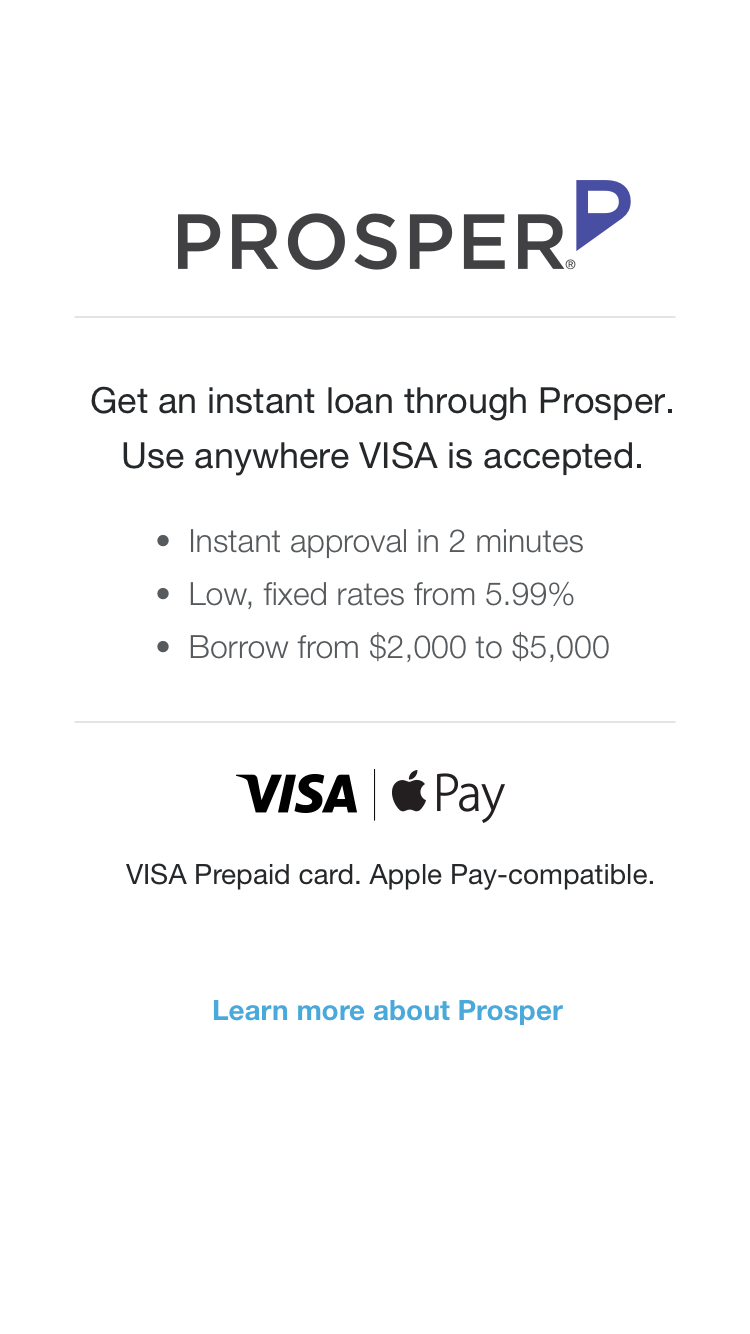 PROSPER®
Get an instant loan through Prosper.
Use anywhere VISA is accepted.
• Instant approval in 2 minutes
• Low, fixed rates from 5.99%
• Borrow from $2,000 to $5,000
VISA | Pay
VISA Prepaid card. Apple Pay-compatible.
Learn more about Prosper